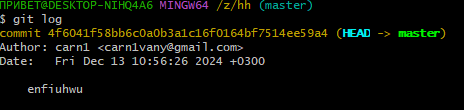 ПРИВЕТ@DESKTOP-NIHQ4A6 MINGW64 /z/hh (master)
$ git log
commit 4f6041f58bb6c0a0b3a1c16f0164bf7514ee59a4 (HEAD -> master)
Author: carn1 <carn1vany@gmail.com>
Date:   Fri Dec 13 10:56:26 2024 +0300
    enfiuhwu